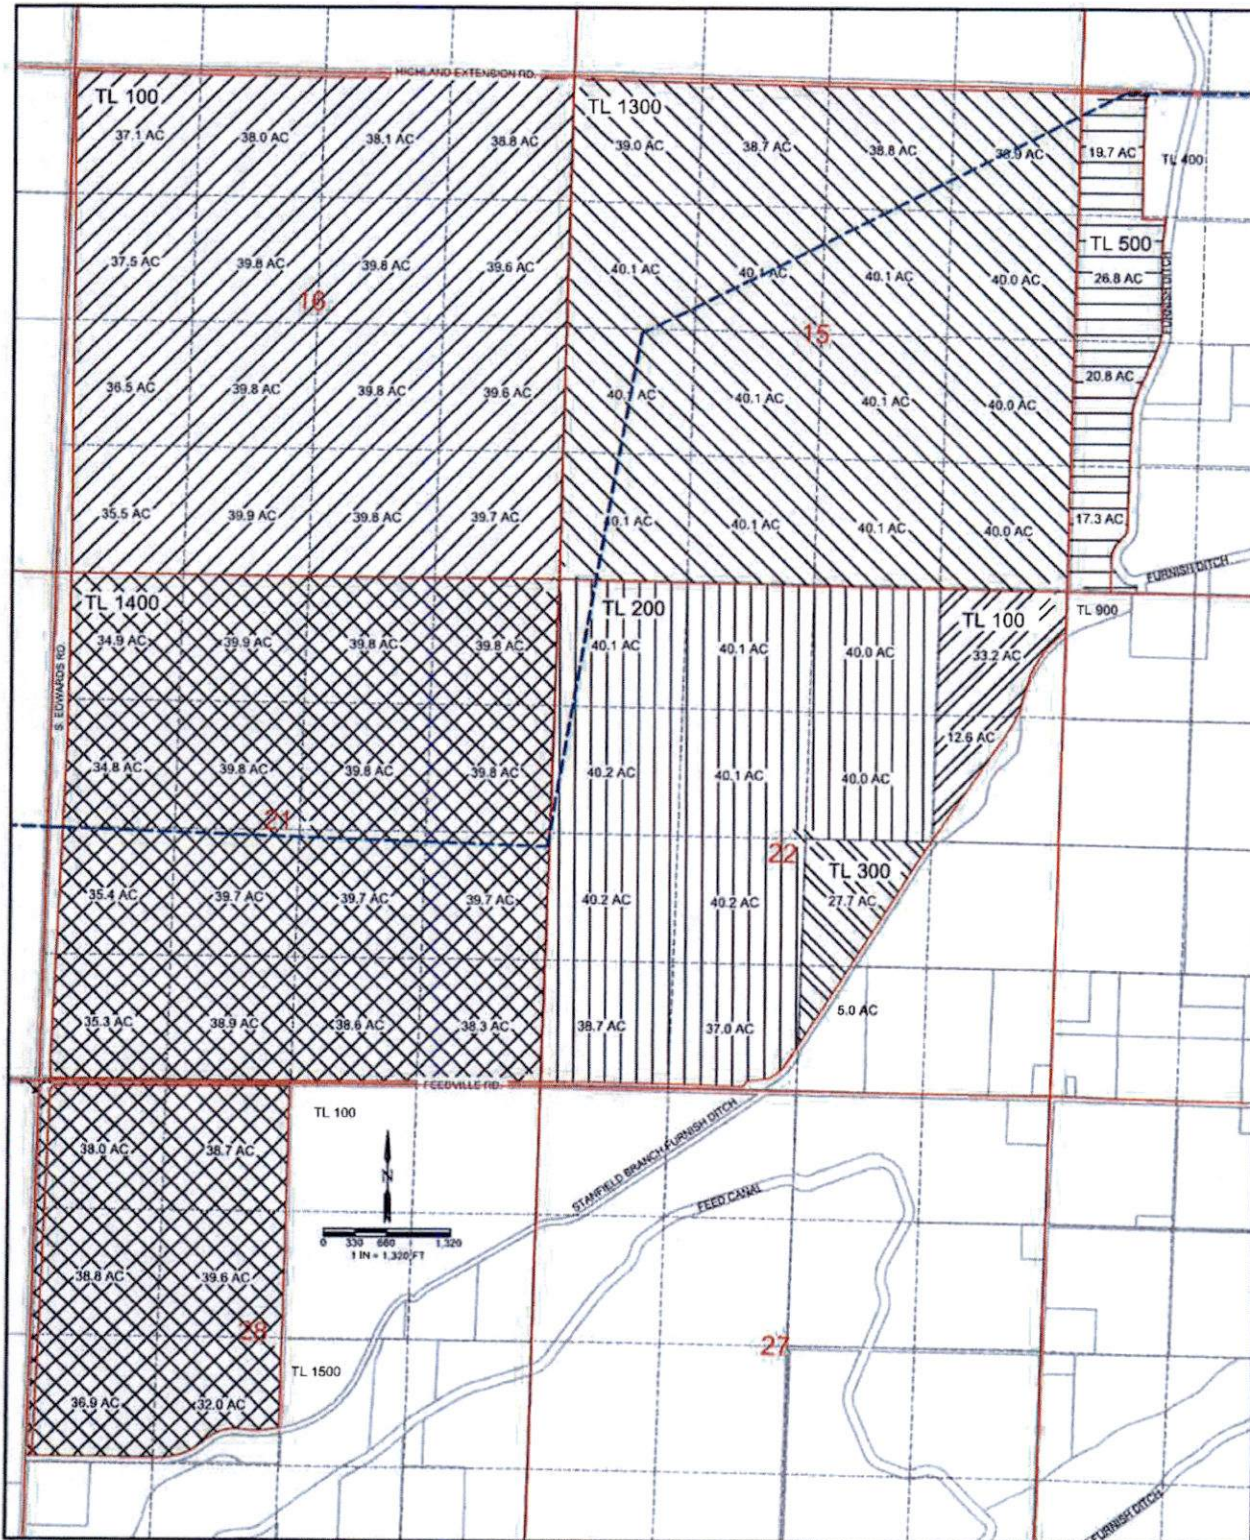 HIGHLAND EXTENSION RD.
TL 100
TL 1300
37.1 AC
38.0 AC
38.1 AC
38.8 AC
39.0 AC
38.7 AC
38.8 AC
38.9 AC
19.7 AC
TL 400
TL 500
37.5 AC
39.8 AC
39.8 AC
39.6 AC
40.1 AC
40.1 AC
40.1 AC
40.0 AC
26.8 AC
FURNISH DITCH
16
15
36.5 AC
39.8 AC
39.8 AC
39.6 AC
40.1 AC
40.1 AC
40.1 AC
40.0 AC
20.8 AC
35.5 AC
39.9 AC
39.8 AC
39.7 AC
40.1 AC
40.1 AC
40.1 AC
40.0 AC
17.3 AC
FURNISH DITCH
TL 1400
TL 200
TL 100
TL 900
S. EDWARDS RD.
34.9 AC
39.9 AC
39.8 AC
39.8 AC
40.1 AC
40.1 AC
40.0 AC
33.2 AC
12.6 AC
34.8 AC
39.8 AC
39.8 AC
39.8 AC
40.2 AC
40.1 AC
40.0 AC
21
22
TL 300
35.4 AC
39.7 AC
39.7 AC
39.7 AC
40.2 AC
40.2 AC
27.7 AC
35.3 AC
38.9 AC
38.6 AC
38.3 AC
38.7 AC
37.0 AC
5.0 AC
FEEDVILLE RD.
TL 100
38.0 AC
38.7 AC
N
STANFIELD BRANCH FURNISH DITCH
FEED CANAL
0 330 660 1,320
1 IN = 1,320 FT
38.8 AC
39.6 AC
28
27
TL 1500
36.9 AC
32.0 AC
FURNISH DITCH